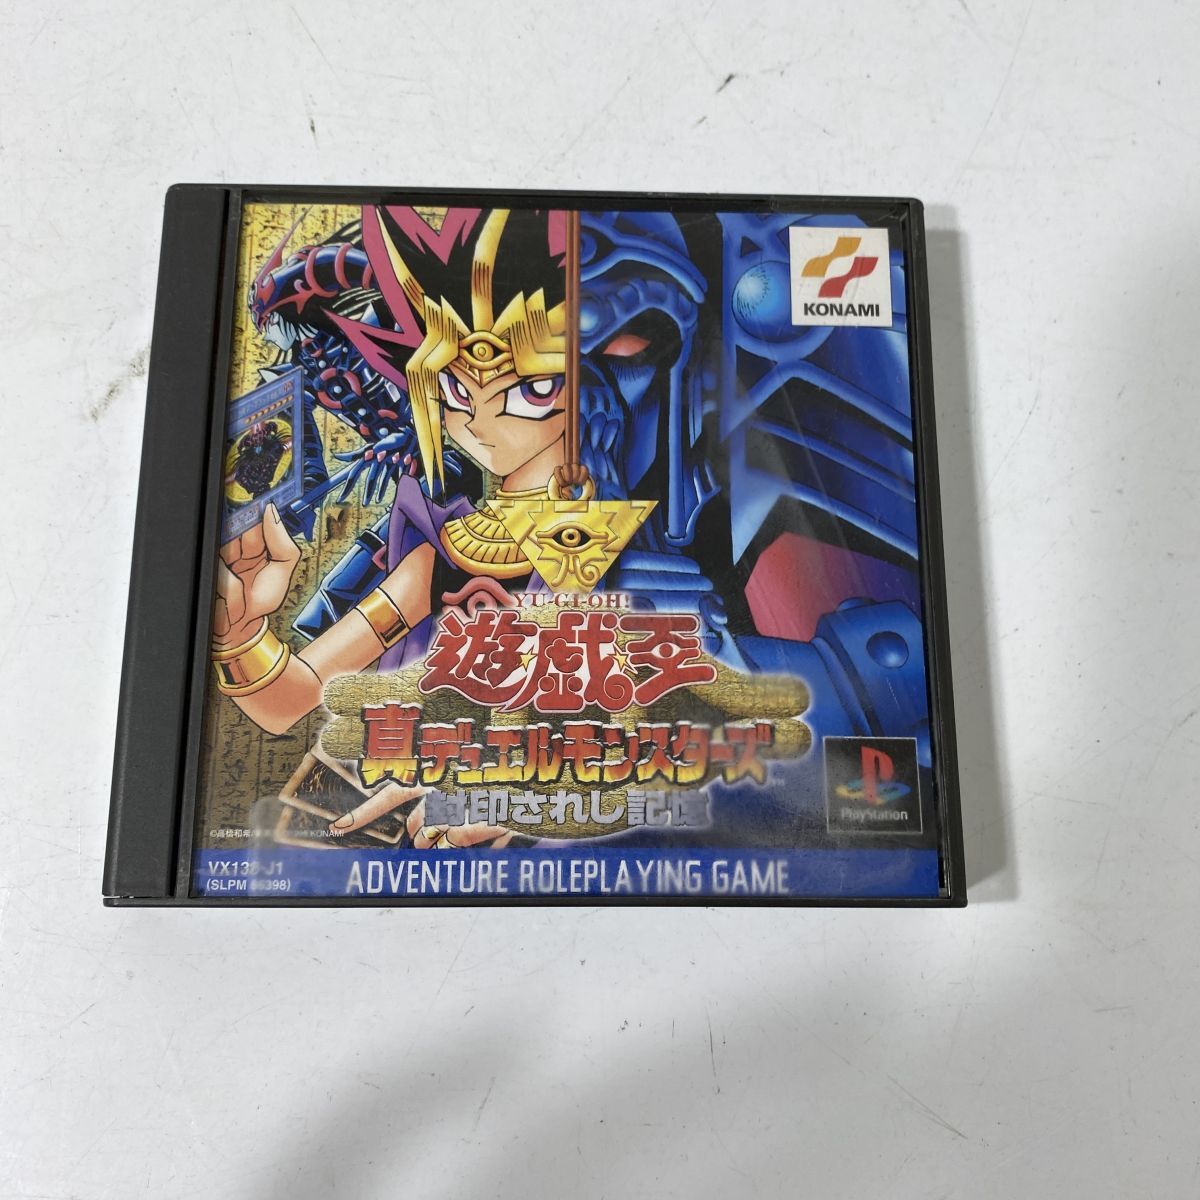 KONAMI
YU-GI-OH!
遊☆戯☆王
真デュエルモンスターズ
封印されし記憶
PlayStation
KONAMI
VX138-J1
(SLPM 86398)
ADVENTURE ROLEPLAYING GAME